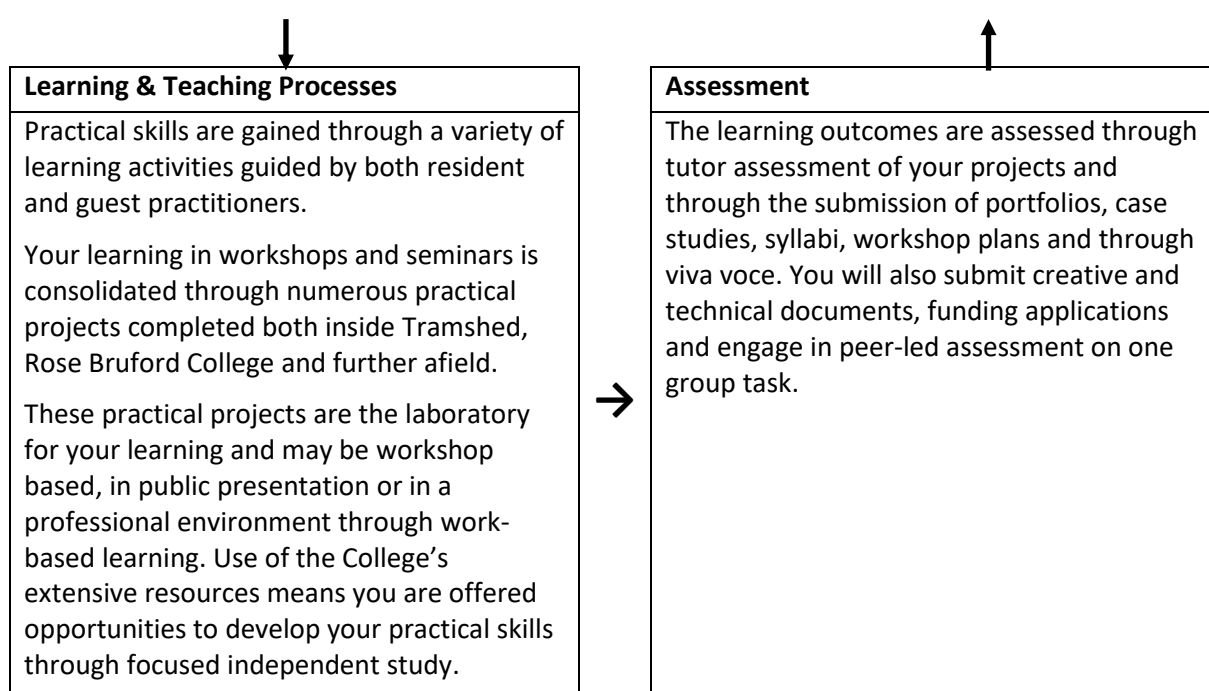 Learning & Teaching Processes
Practical skills are gained through a variety of
learning activities guided by both resident
and guest practitioners.
Your learning in workshops and seminars is
consolidated through numerous practical
projects completed both inside Tramshed,
Rose Bruford College and further afield.
These practical projects are the laboratory
for your learning and may be workshop
based, in public presentation or in a
professional environment through work-
based learning. Use of the College’s
extensive resources means you are offered
opportunities to develop your practical skills
through focused independent study.
Assessment
The learning outcomes are assessed through
tutor assessment of your projects and
through the submission of portfolios, case
studies, syllabi, workshop plans and through
viva voce. You will also submit creative and
technical documents, funding applications
and engage in peer-led assessment on one
group task.